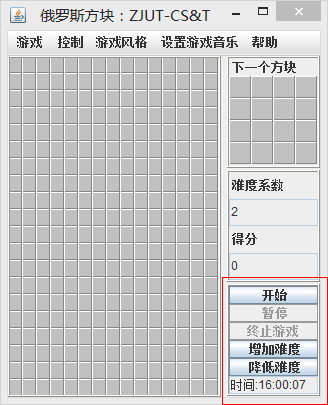 俄罗斯方块：ZJUT-CS&T
游戏 控制 游戏风格 设置游戏音乐 帮助
下一个方块
难度系数
2
得分
0
开始
暂停
终止游戏
增加难度
降低难度
时间:16:00:07